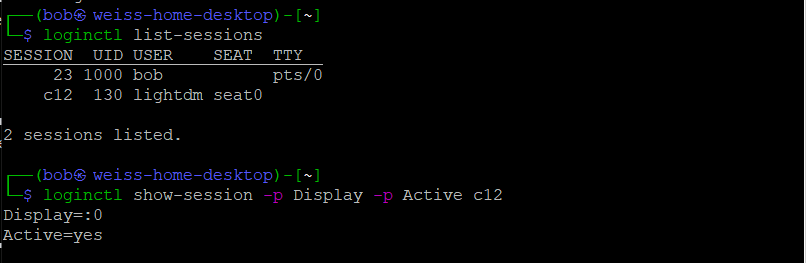 ┌──(bob㉿ weiss-home-desktop)-[~]
└─$ loginctl list-sessions
SESSION  UID USER    SEAT  TTY
     23 1000 bob           pts/0
    c12  130 lightdm seat0

2 sessions listed.

┌──(bob㉿ weiss-home-desktop)-[~]
└─$ loginctl show-session -p Display -p Active c12
Display=:0
Active=yes